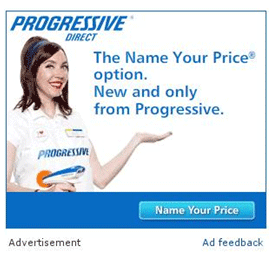 PROGRESSIVE®
DIRECT
The Name Your Price®
option.
New and only
from Progressive.
PROGRESSIVE
Name Your Price
Advertisement
Ad feedback